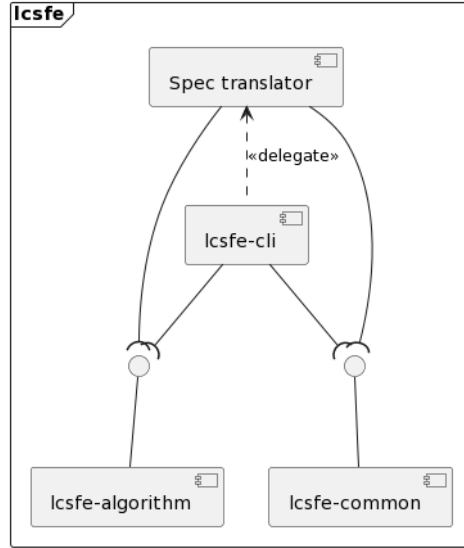 lcsfe
Spec translator
«delegate»
lcsfe-cli
lcsfe-algorithm
lcsfe-common